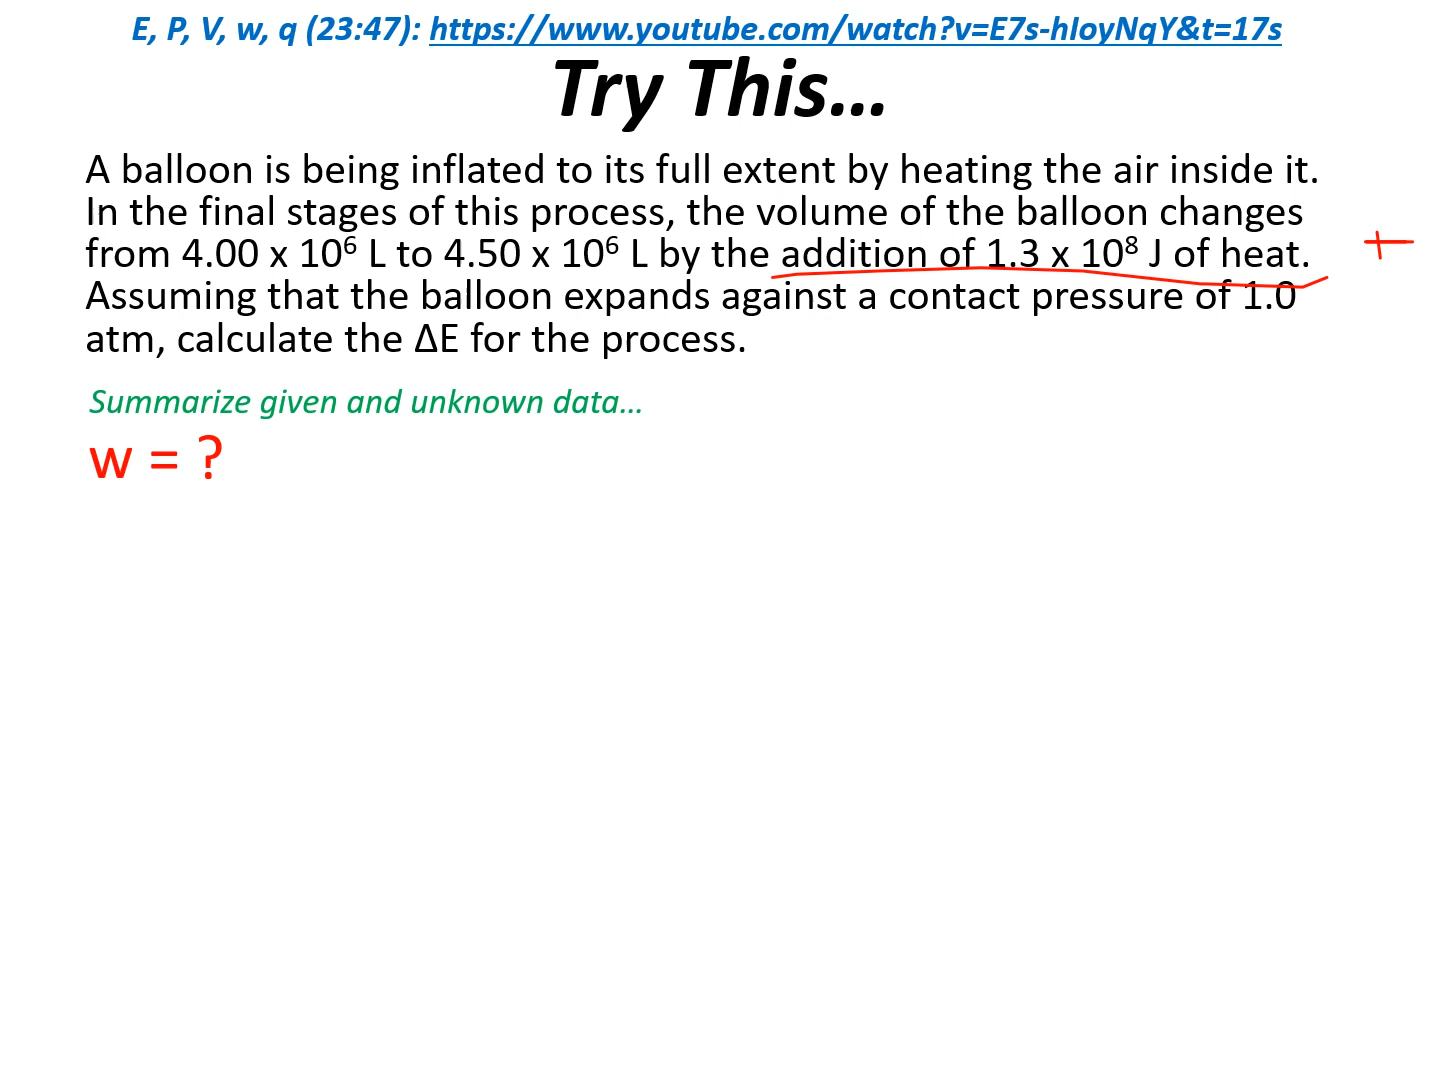 E, P, V, w, q (23:47): https://www.youtube.com/watch?v=E7s-hIoyNqY&t=17s
Try This…
A balloon is being inflated to its full extent by heating the air inside it.
In the final stages of this process, the volume of the balloon changes
from 4.00 x 10⁶ L to 4.50 x 10⁶ L by the addition of 1.3 x 10⁸ J of heat.
+
Assuming that the balloon expands against a contact pressure of 1.0
atm, calculate the ΔE for the process.
Summarize given and unknown data…
w = ?